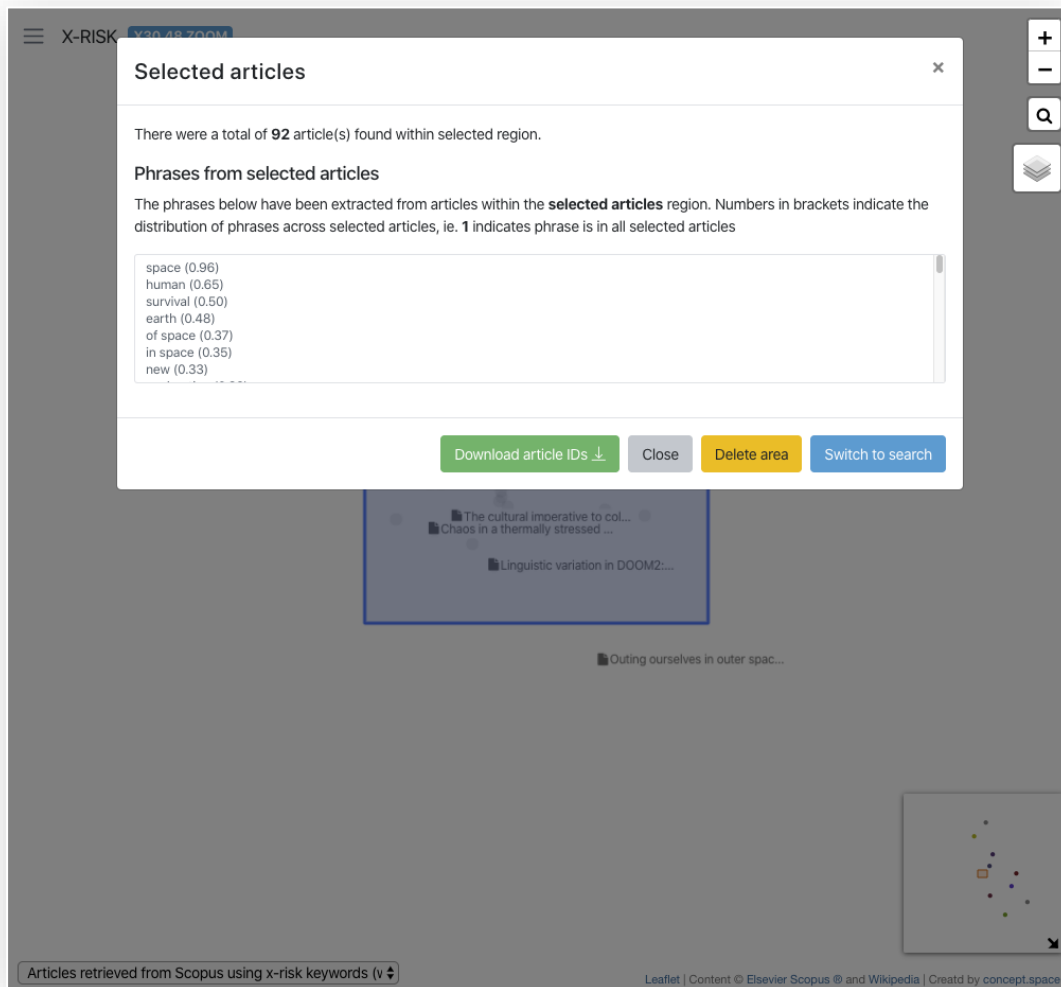 X-RISK X30.48 ZOOM
+
Selected articles
×
−
There were a total of 92 article(s) found within selected region.
Phrases from selected articles
The phrases below have been extracted from articles within the selected articles region. Numbers in brackets indicate the
distribution of phrases across selected articles, ie. 1 indicates phrase is in all selected articles
space (0.96)
human (0.65)
survival (0.50)
earth (0.48)
of space (0.37)
in space (0.35)
new (0.33)
Download article IDs
Close
Delete area
Switch to search
The cultural imperative to col...
Chaos in a thermally stressed ...
Linguistic variation in DOOM2:...
Outing ourselves in outer spac...
Articles retrieved from Scopus using x-risk keywords (v
Leaflet | Content © Elsevier Scopus ® and Wikipedia | Creatd by concept.space